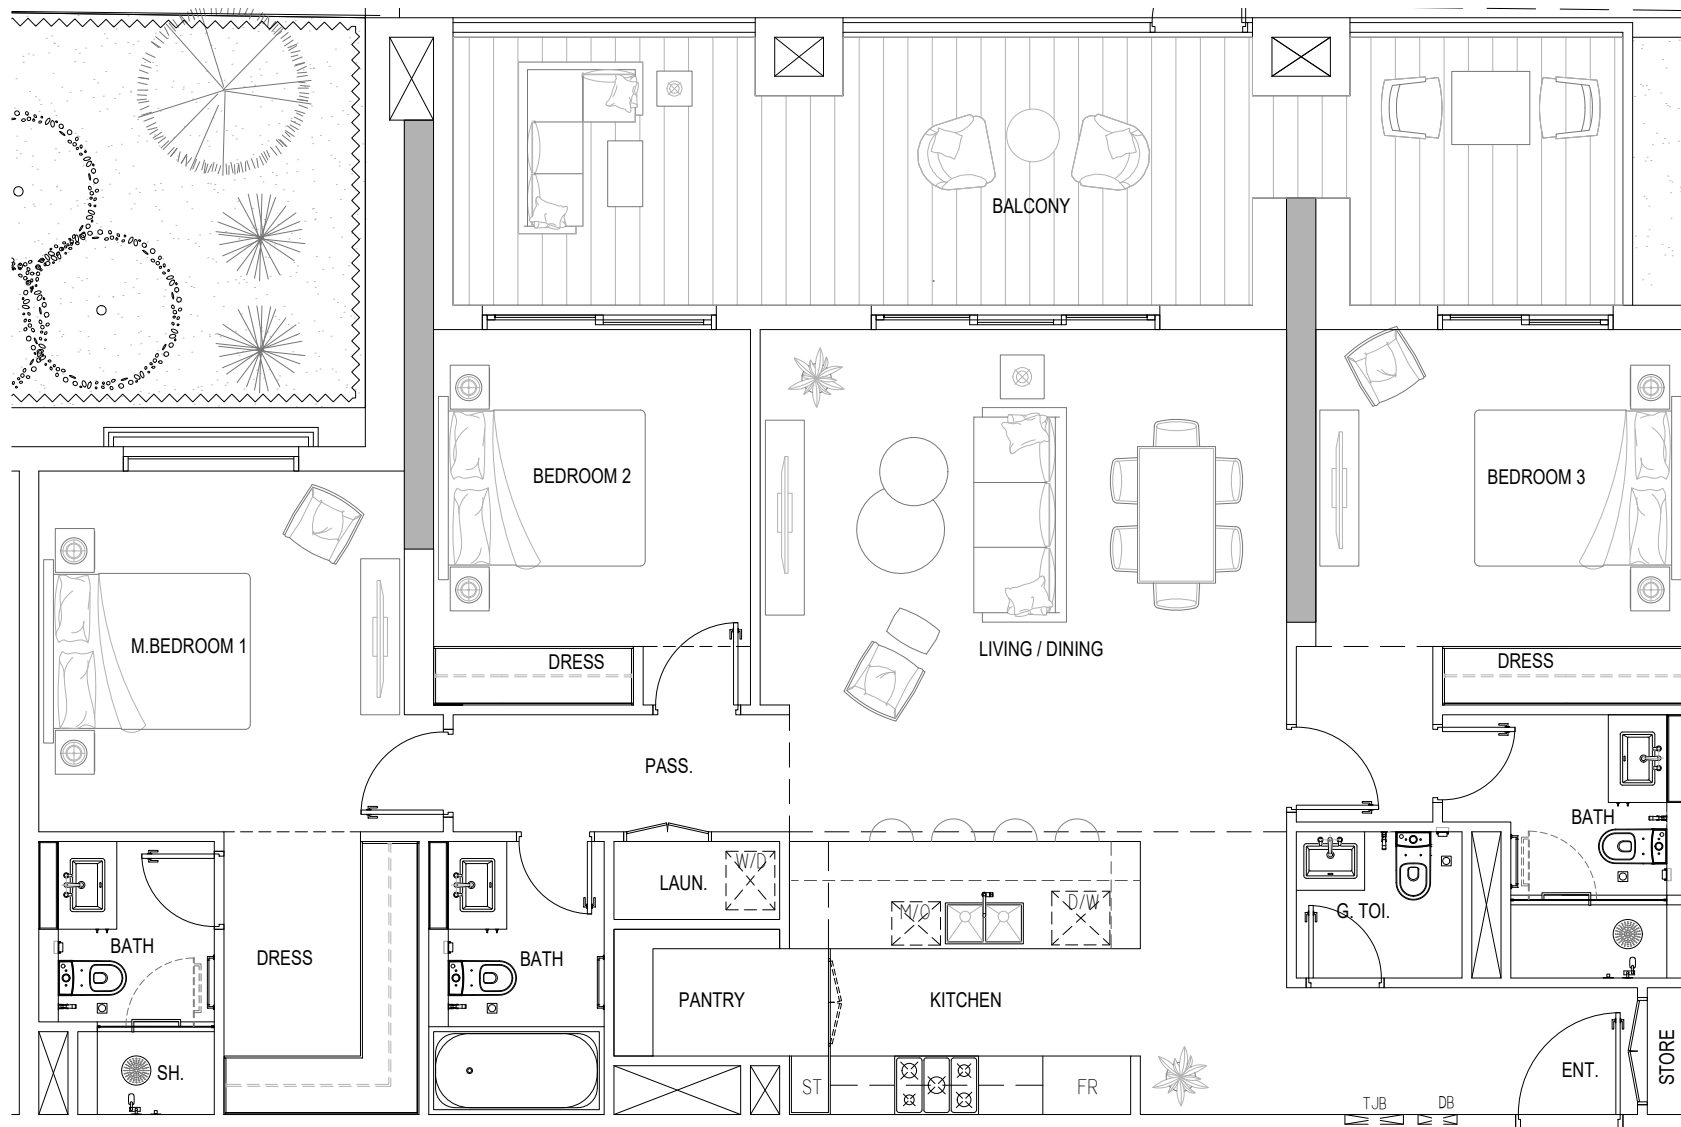 BALCONY
BEDROOM 2
BEDROOM 3
M.BEDROOM 1
LIVING / DINING
DRESS
DRESS
PASS.
BATH
W/D
LAUN.
M/O
D/W
G. TOI.
BATH
DRESS
BATH
PANTRY
KITCHEN
SH.
ST
FR
ENT.
STORE
TJB
DB